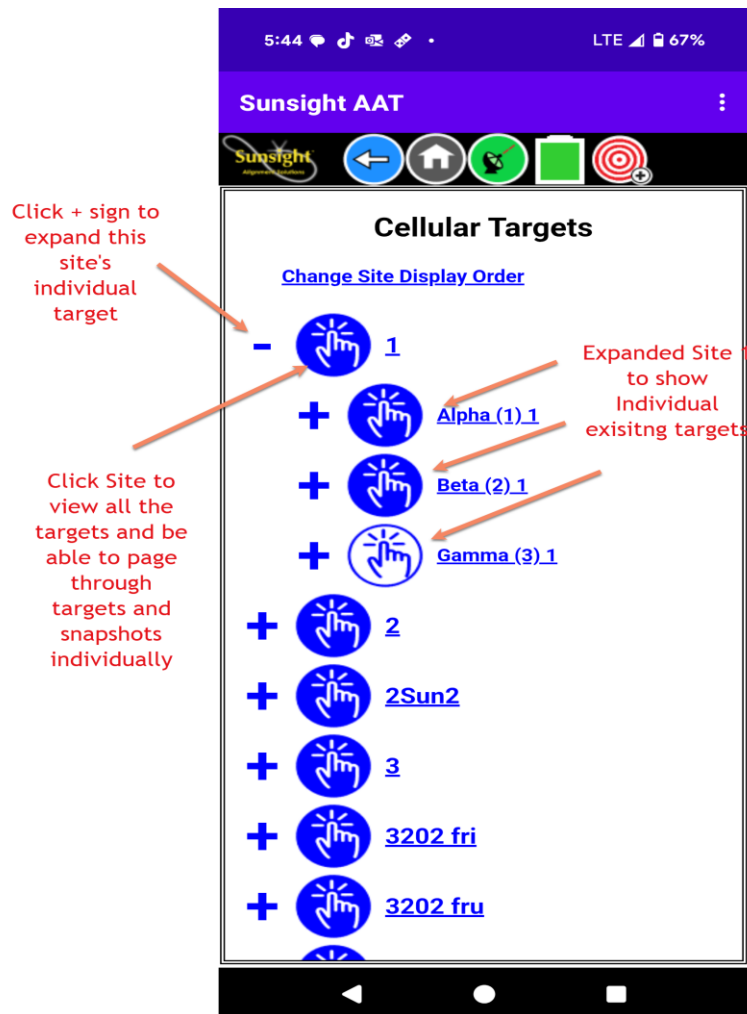 5:44
LTE 67%
Sunsight AAT
Sunsight
Alignment Solutions
Click + sign to
expand this
site's
individual
target
Cellular Targets
Change Site Display Order
- 1
Expanded Site 1
to show
Individual
exisitng targets
+ Alpha (1) 1
+ Beta (2) 1
+ Gamma (3) 1
Click Site to
view all the
targets and be
able to page
through
targets and
snapshots
individually
+ 2
+ 2Sun2
+ 3
+ 3202 fri
+ 3202 fru